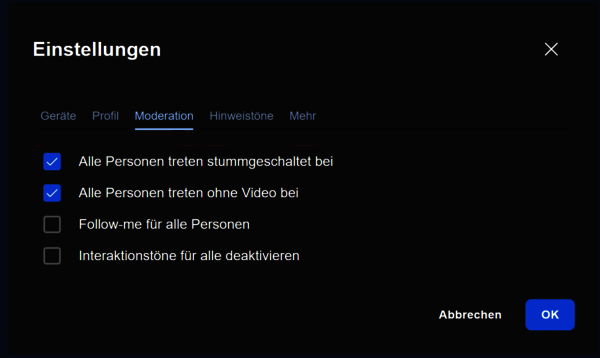 Einstellungen
Geräte Profil Moderation Hinweistöne Mehr
Alle Personen treten stummgeschaltet bei
Alle Personen treten ohne Video bei
Follow-me für alle Personen
Interaktionstöne für alle deaktivieren
Abbrechen OK